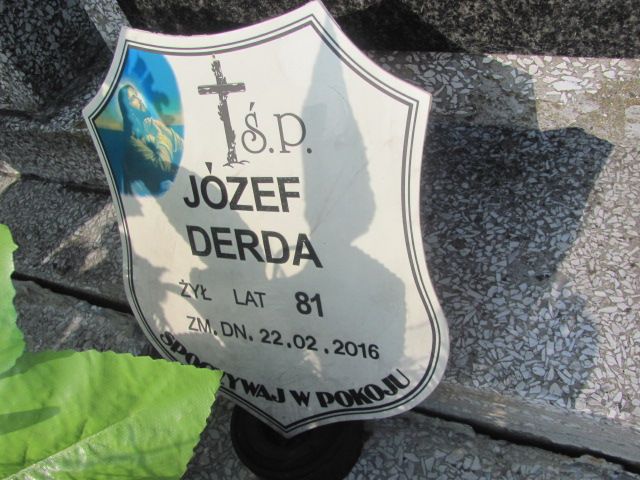 Ś.P.
JÓZEF
DERDA
ŻYŁ LAT 81
ZM. DN. 22.02.2016
SPOCZYWAJ W POKOJU